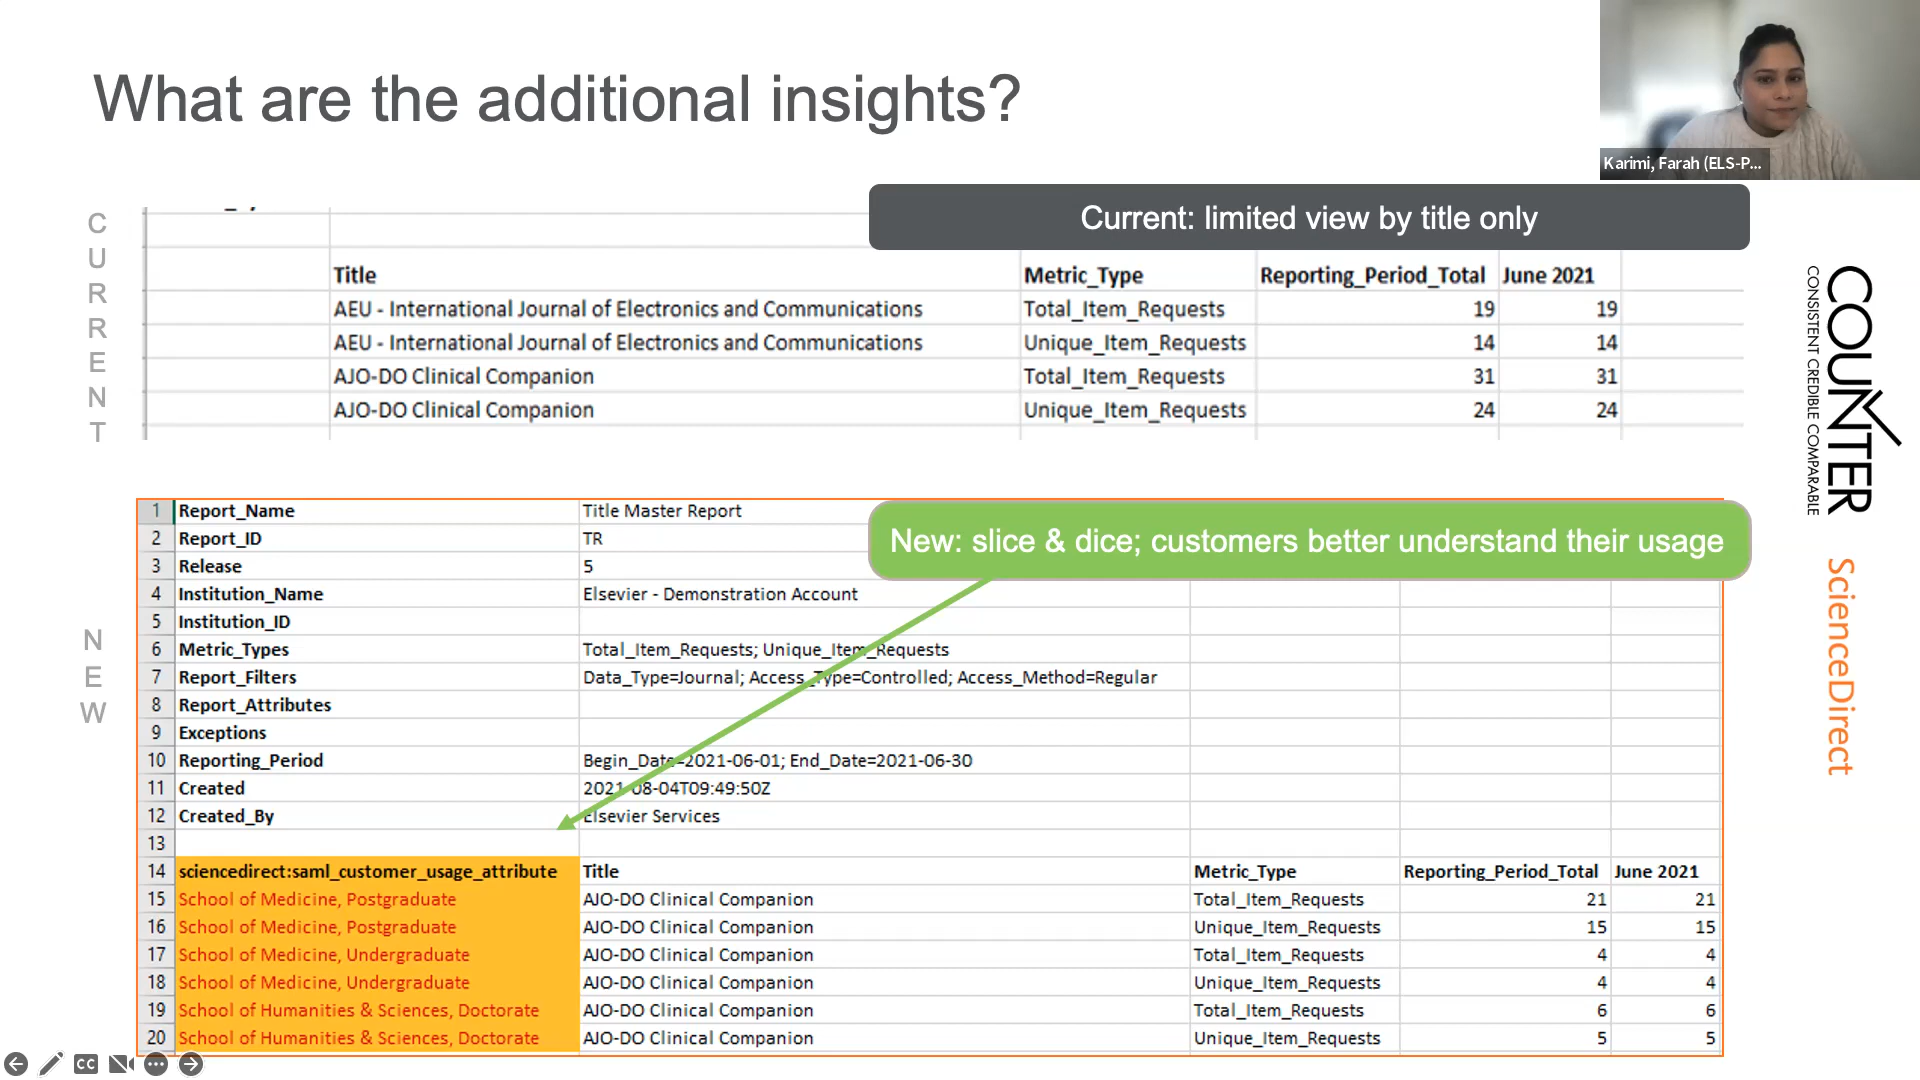 What are the additional insights?
Karimi, Farah (ELS-P...
CURRENT
Current: limited view by title only
Title Metric_Type Reporting_Period_Total June 2021
AEU - International Journal of Electronics and Communications Total_Item_Requests 19 19
AEU - International Journal of Electronics and Communications Unique_Item_Requests 14 14
AJO-DO Clinical Companion Total_Item_Requests 31 31
AJO-DO Clinical Companion Unique_Item_Requests 24 24
COUNTER
CONSISTENT CREDIBLE COMPARABLE
ScienceDirect
NEW
New: slice & dice; customers better understand their usage
1 Report_Name Title Master Report
2 Report_ID TR
3 Release 5
4 Institution_Name Elsevier - Demonstration Account
5 Institution_ID
6 Metric_Types Total_Item_Requests; Unique_Item_Requests
7 Report_Filters Data_Type=Journal; Access_Type=Controlled; Access_Method=Regular
8 Report_Attributes
9 Exceptions
10 Reporting_Period Begin_Date=2021-06-01; End_Date=2021-06-30
11 Created 2021-08-04T09:49:50Z
12 Created_By Elsevier Services
13
14 sciencedirect:saml_customer_usage_attribute Title Metric_Type Reporting_Period_Total June 2021
15 School of Medicine, Postgraduate AJO-DO Clinical Companion Total_Item_Requests 21 21
16 School of Medicine, Postgraduate AJO-DO Clinical Companion Unique_Item_Requests 15 15
17 School of Medicine, Undergraduate AJO-DO Clinical Companion Total_Item_Requests 4 4
18 School of Medicine, Undergraduate AJO-DO Clinical Companion Unique_Item_Requests 4 4
19 School of Humanities & Sciences, Doctorate AJO-DO Clinical Companion Total_Item_Requests 6 6
20 School of Humanities & Sciences, Doctorate AJO-DO Clinical Companion Unique_Item_Requests 5 5
CC